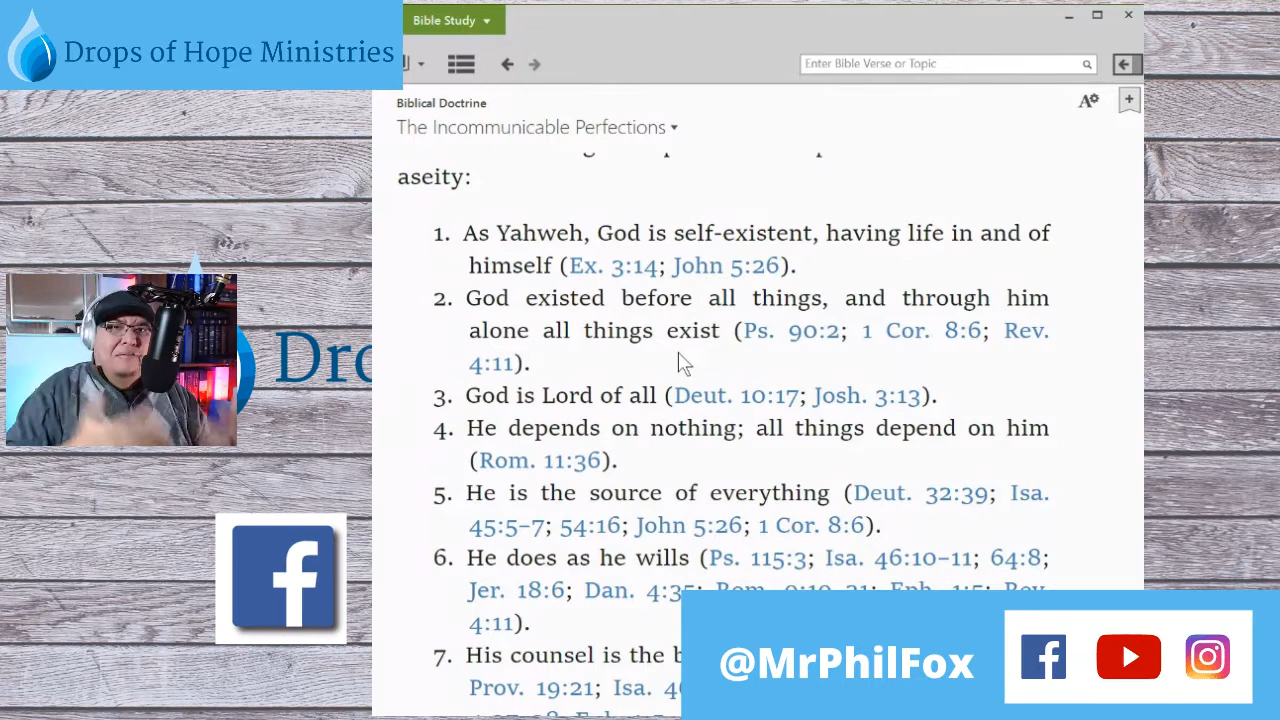 Drops of Hope Ministries
Bible Study
Enter Bible Verse or Topic
Biblical Doctrine
The Incommunicable Perfections
aseity:
1. As Yahweh, God is self-existent, having life in and of
himself (Ex. 3:14; John 5:26).
2. God existed before all things, and through him
alone all things exist (Ps. 90:2; 1 Cor. 8:6; Rev.
4:11).
3. God is Lord of all (Deut. 10:17; Josh. 3:13).
4. He depends on nothing; all things depend on him
(Rom. 11:36).
5. He is the source of everything (Deut. 32:39; Isa.
45:5–7; 54:16; John 5:26; 1 Cor. 8:6).
6. He does as he wills (Ps. 115:3; Isa. 46:10–11; 64:8;
Jer. 18:6; Dan. 4:35;
4:11).
7. His counsel is the
Prov. 19:21; Isa.
Dro
@MrPhilFox